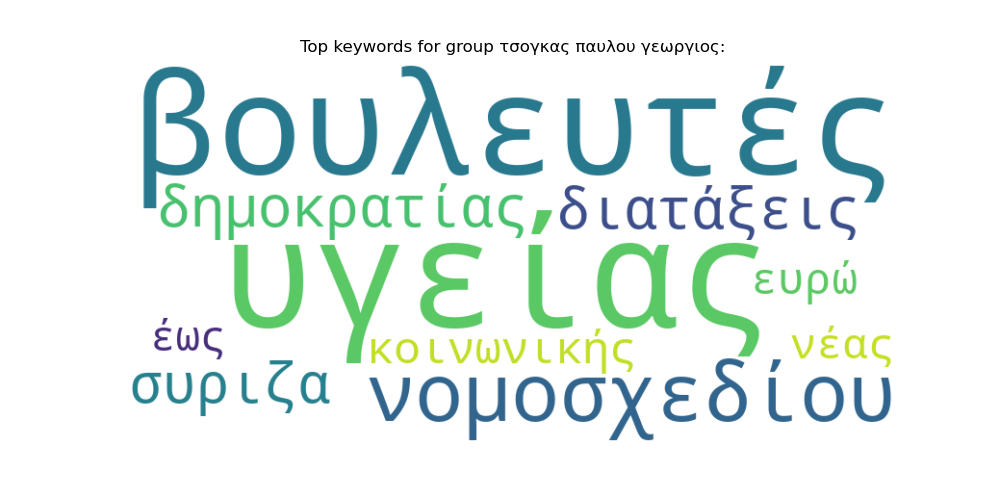 Top keywords for group τσογκας παυλου γεωργιος:
βουλευτές
δημοκρατίας διατάξεις
υγείας
ευρώ
έως
κοινωνικής νέας
συριζα νομοσχεδίου